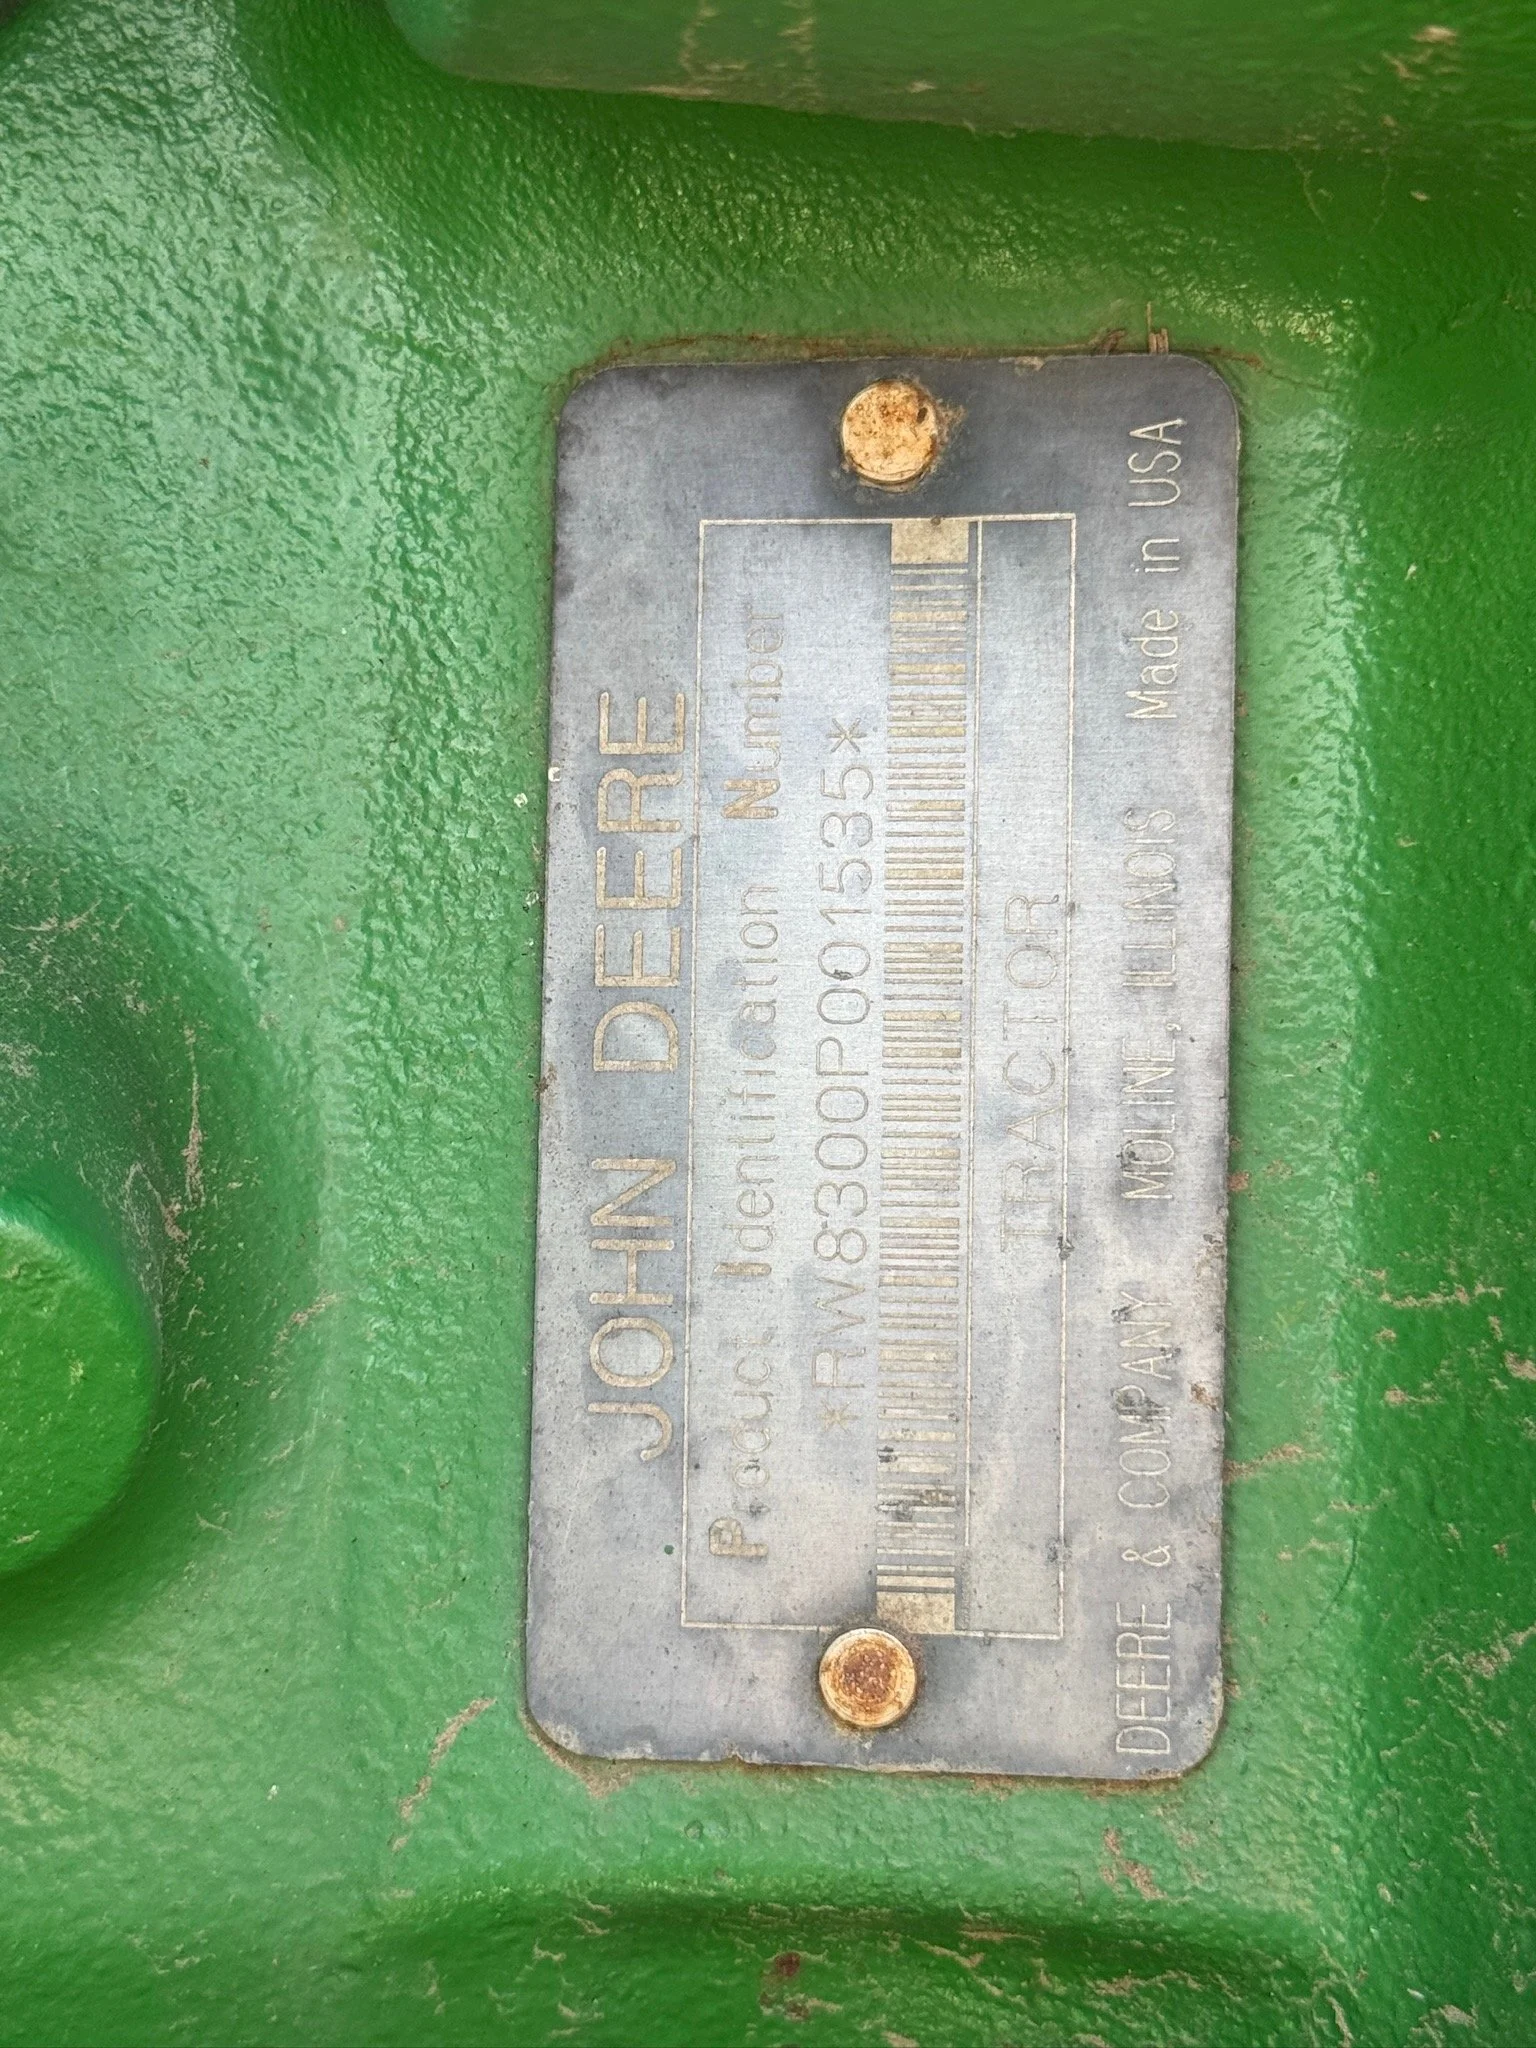 JOHN DEERE
Product Identification Number
*RW8300P001535*
TRACTOR
DEERE & COMPANY MOLINE, ILLINOIS Made in USA